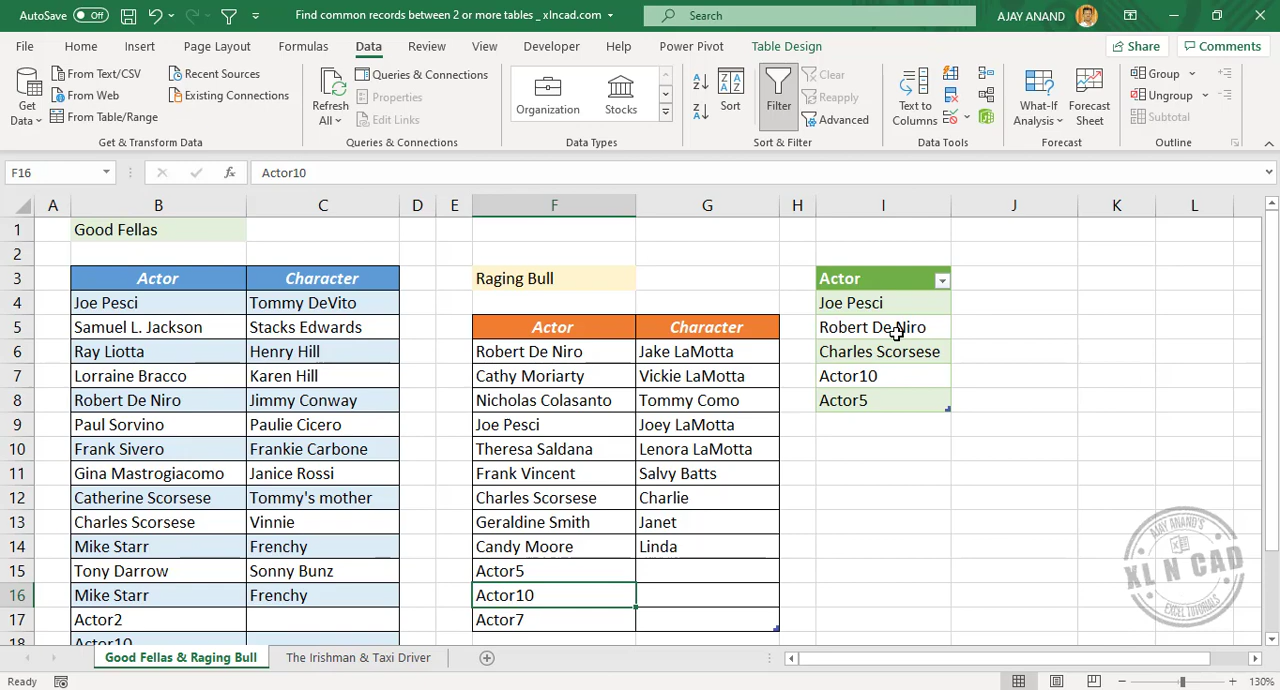 AutoSave Off Find common records between 2 or more tables _ xlncad.com Search AJAY ANAND
File Home Insert Page Layout Formulas Data Review View Developer Help Power Pivot Table Design Share Comments
Get Data
From Text/CSV
From Web
From Table/Range
Recent Sources
Existing Connections
Get & Transform Data
Refresh All
Queries & Connections
Properties
Edit Links
Queries & Connections
Organization Stocks
Data Types
Sort
Filter
Clear
Reapply
Advanced
Sort & Filter
Text to Columns
Data Tools
What-If Analysis
Forecast Sheet
Forecast
Group
Ungroup
Subtotal
Outline
F16 fx Actor10
A B C D E F G H I J K L
1 Good Fellas
2
3 Actor Character Raging Bull Actor
4 Joe Pesci Tommy DeVito Joe Pesci
5 Samuel L. Jackson Stacks Edwards Actor Character Robert De Niro
6 Ray Liotta Henry Hill Robert De Niro Jake LaMotta Charles Scorsese
7 Lorraine Bracco Karen Hill Cathy Moriarty Vickie LaMotta Actor10
8 Robert De Niro Jimmy Conway Nicholas Colasanto Tommy Como Actor5
9 Paul Sorvino Paulie Cicero Joe Pesci Joey LaMotta
10 Frank Sivero Frankie Carbone Theresa Saldana Lenora LaMotta
11 Gina Mastrogiacomo Janice Rossi Frank Vincent Salvy Batts
12 Catherine Scorsese Tommy's mother Charles Scorsese Charlie
13 Charles Scorsese Vinnie Geraldine Smith Janet
14 Mike Starr Frenchy Candy Moore Linda
15 Tony Darrow Sonny Bunz Actor5
16 Mike Starr Frenchy Actor10
17 Actor2 Actor7
18 Actor10
AJAY ANAND'S
XL N CAD
EXCEL TUTORIALS
Good Fellas & Raging Bull The Irishman & Taxi Driver
Ready 130%